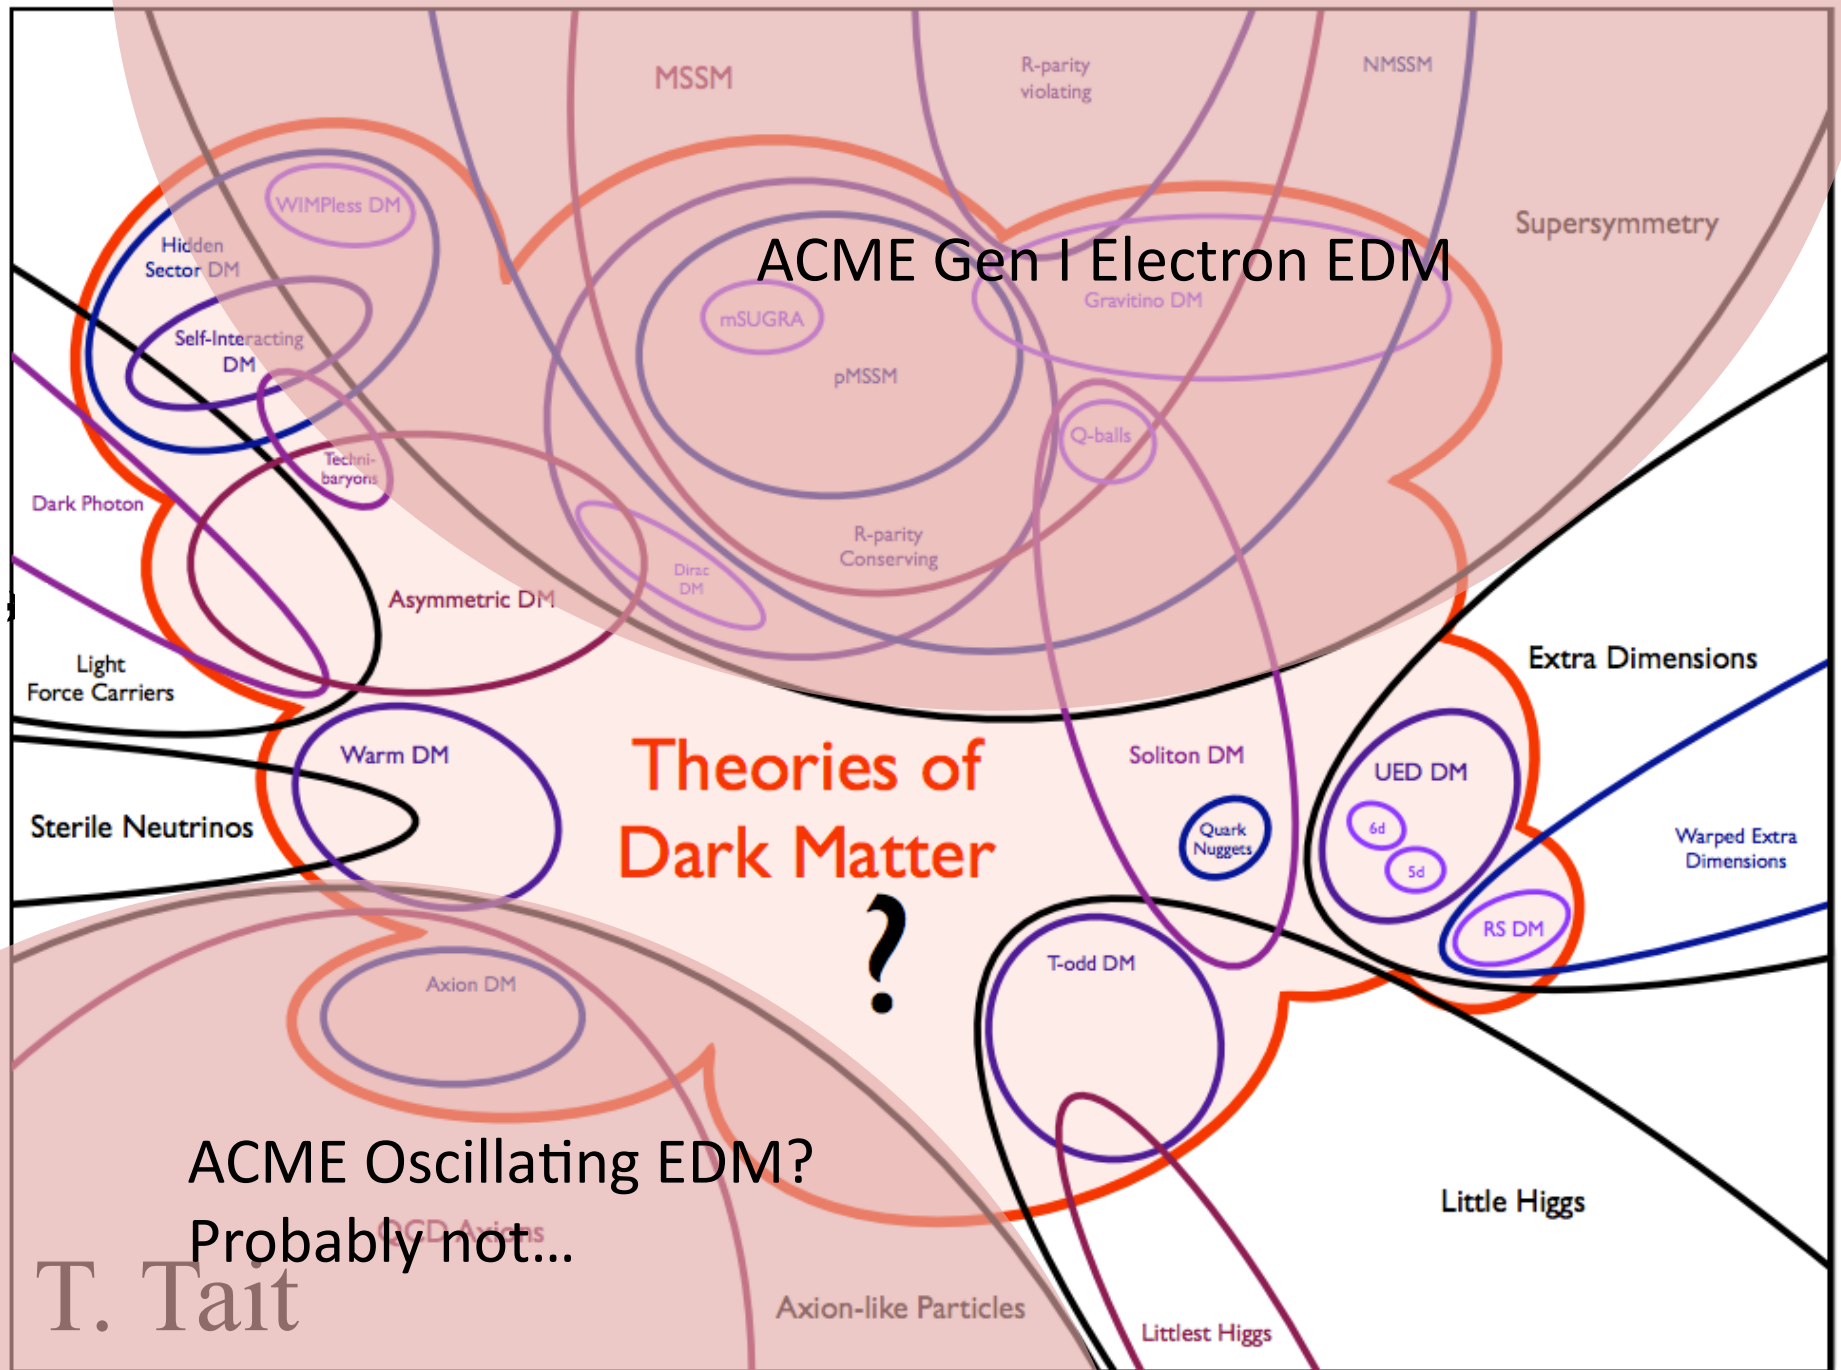 MSSM
R-parity
violating
NMSSM
Supersymmetry
WIMPless DM
Hidden
Sector DM
ACME Gen I Electron EDM
mSUGRA
Gravitino DM
Self-Interacting
DM
pMSSM
Q-balls
Techni-
baryons
Dark Photon
R-parity
Conserving
Dirac
DM
Asymmetric DM
Light
Force Carriers
Extra Dimensions
Warm DM
Theories of
Dark Matter
?
Soliton DM
UED DM
6d
5d
Quark
Nuggets
Sterile Neutrinos
Warped Extra
Dimensions
RS DM
Axion DM
T-odd DM
ACME Oscillating EDM?
Probably not...
QCD Axions
Little Higgs
T. Tait
Axion-like Particles
Littlest Higgs